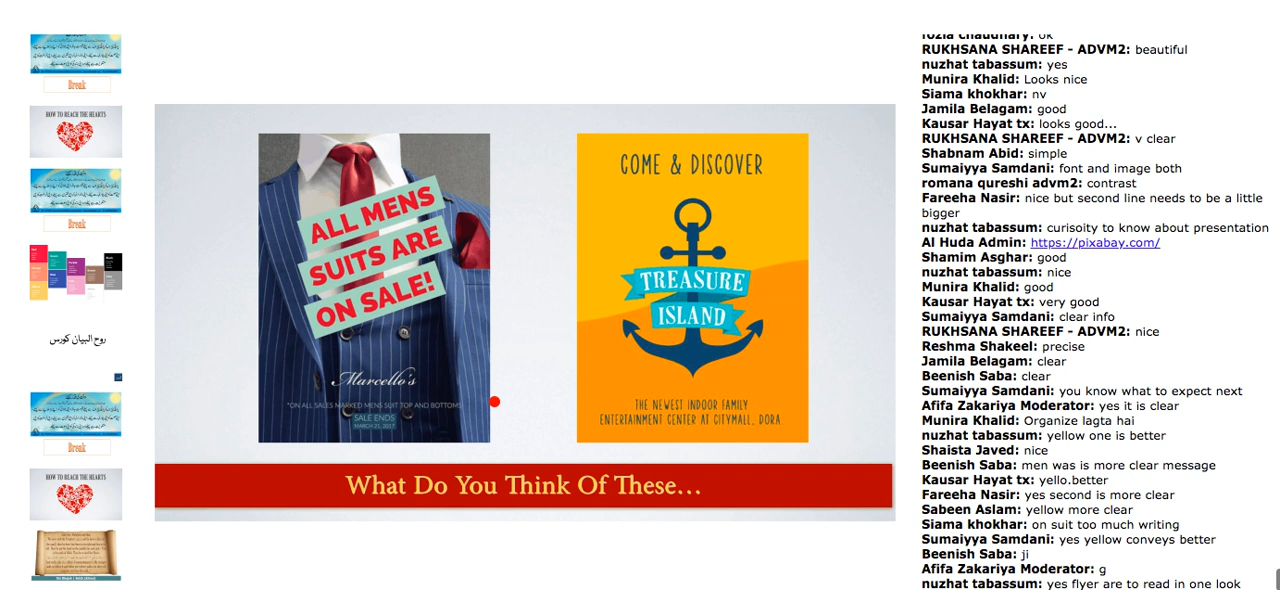 Break
HOW TO REACH THE HEARTS
Break
روح البيان كورس
Break
HOW TO REACH THE HEARTS
ALL MENS
SUITS ARE
ON SALE!
Marcello's
*ON ALL SALES MARKED MENS SUIT TOP AND BOTTOMS
SALE ENDS
MARCH 21, 2017
COME & DISCOVER
TREASURE
ISLAND
THE NEWEST INDOOR FAMILY
ENTERTAINMENT CENTER AT CITYMALL, DORA
What Do You Think Of These...
fozia chaudhary: ok
RUKHSANA SHAREEF - ADVM2: beautiful
nuzhat tabassum: yes
Munira Khalid: Looks nice
Siama khokhar: nv
Jamila Belagam: good
Kausar Hayat tx: looks good...
RUKHSANA SHAREEF - ADVM2: v clear
Shabnam Abid: simple
Sumaiyya Samdani: font and image both
romana qureshi advm2: contrast
Fareeha Nasir: nice but second line needs to be a little
bigger
nuzhat tabassum: curisoity to know about presentation
Al Huda Admin: https://pixabay.com/
Shamim Asghar: good
nuzhat tabassum: nice
Munira Khalid: good
Kausar Hayat tx: very good
Sumaiyya Samdani: clear info
RUKHSANA SHAREEF - ADVM2: nice
Reshma Shakeel: precise
Jamila Belagam: clear
Beenish Saba: clear
Sumaiyya Samdani: you know what to expect next
Afifa Zakariya Moderator: yes it is clear
Munira Khalid: Organize lagta hai
nuzhat tabassum: yellow one is better
Shaista Javed: nice
Beenish Saba: men was is more clear message
Kausar Hayat tx: yello.better
Fareeha Nasir: yes second is more clear
Sabeen Aslam: yellow more clear
Siama khokhar: on suit too much writing
Sumaiyya Samdani: yes yellow conveys better
Beenish Saba: ji
Afifa Zakariya Moderator: g
nuzhat tabassum: yes flyer are to read in one look